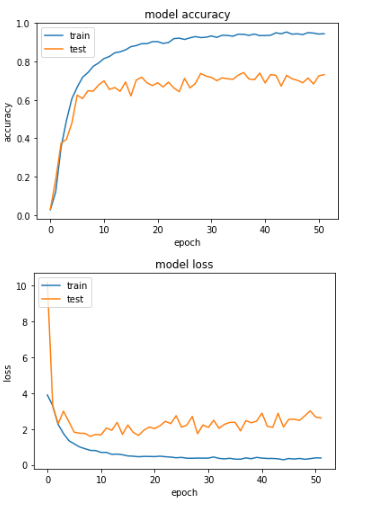 model accuracy
1.0
0.8
0.6
0.4
0.2
0.0
train
test
accuracy
0
10
20
30
40
50
epoch
model loss
10
8
6
4
2
0
train
test
loss
0
10
20
30
40
50
epoch